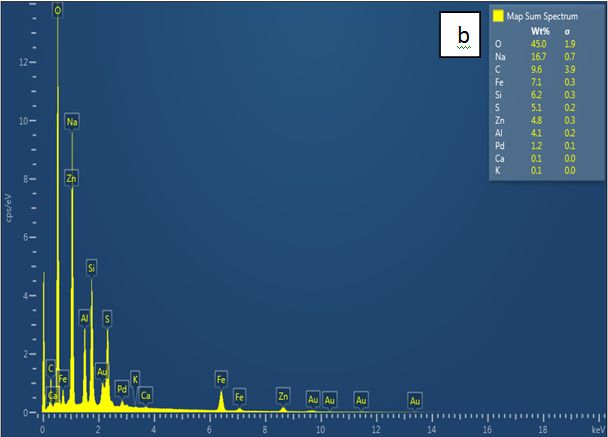 b
Map Sum Spectrum
Wt% σ
O 45.0 1.9
Na 16.7 0.7
C 9.6 3.9
Fe 7.1 0.3
Si 6.2 0.3
S 5.1 0.2
Zn 4.8 0.3
Al 4.1 0.2
Pd 1.2 0.1
Ca 0.1 0.0
K 0.1 0.0
cps/eV
12
10
8
6
4
2
0
O
Na
Zn
Si
Al
S
C
Ca
Fe
Au
Pd
K
Ca
Fe
Fe
Zn
Au
Au
Au
Au
0 2 4 6 8 10 12 14 16 18 keV